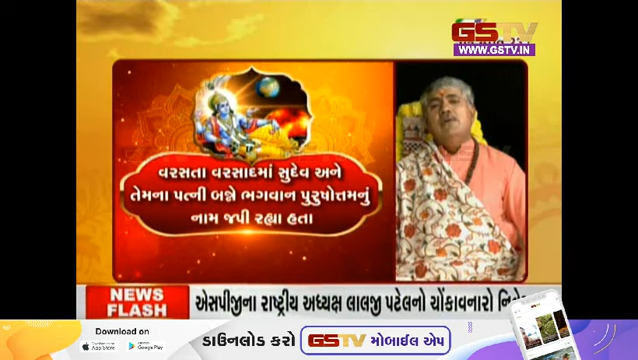 GSTV
WWW.GSTV.IN
વરસતા વરસાદમાં સુદેવ અને
તેમના પત્ની બન્ને ભગવાન પુરુષોત્તમનું
નામ જપી રહ્યા હતા
NEWS
FLASH
એસપીજીના રાષ્ટ્રીય અધ્યક્ષ લાલજી પટેલનો ચોંકાવનારો
Download on
App Store
Google Play
ડાઉનલોડ કરો GSTV મોબાઈલ એપ